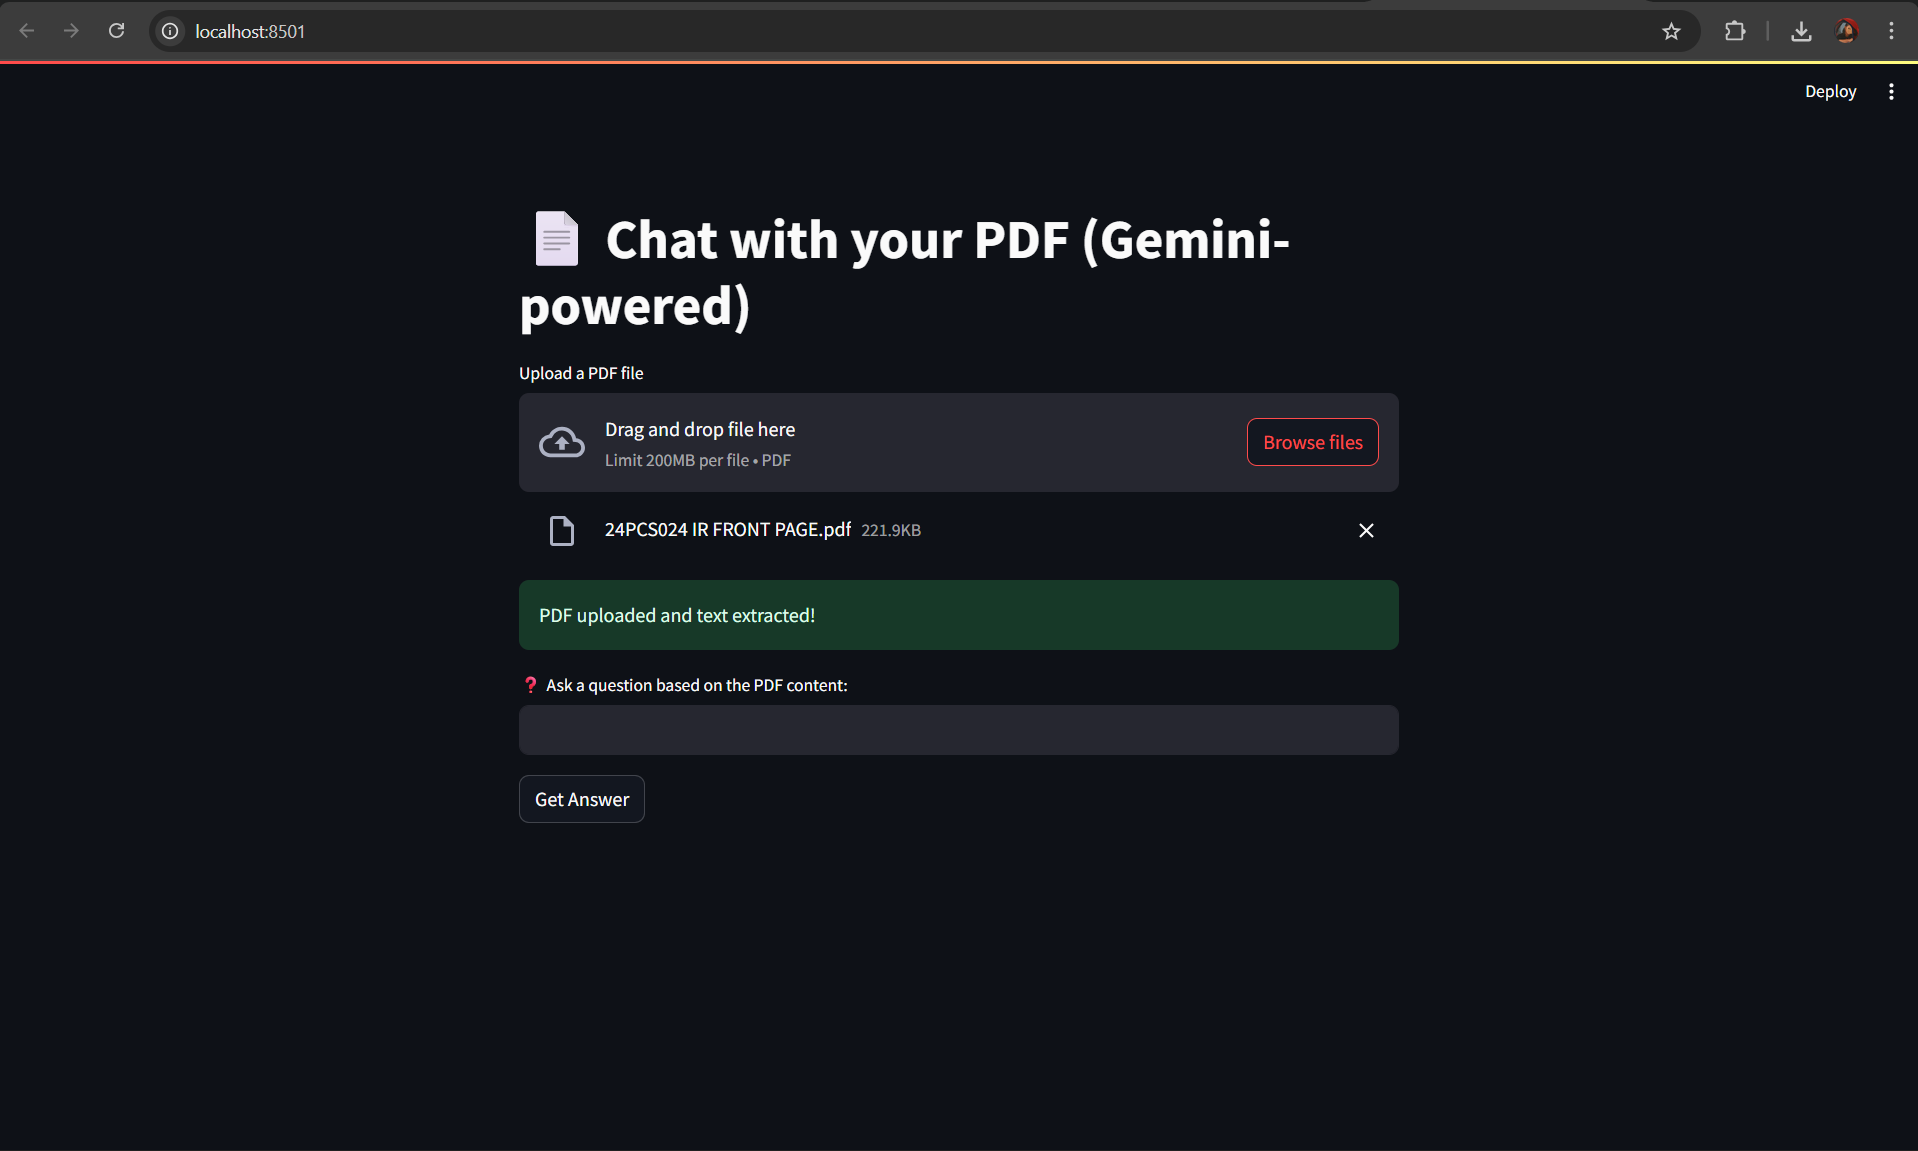 localhost:8501
Deploy
Chat with your PDF (Gemini-
powered)
Upload a PDF file
Drag and drop file here
Limit 200MB per file • PDF
Browse files
24PCS024 IR FRONT PAGE.pdf 221.9KB
PDF uploaded and text extracted!
❓ Ask a question based on the PDF content:
Get Answer